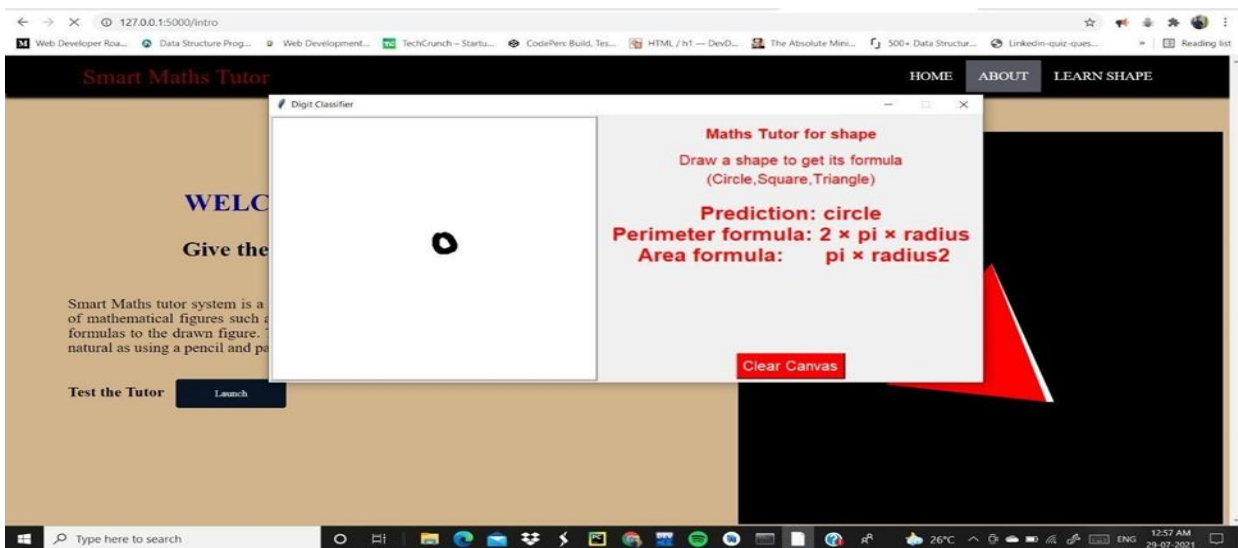 127.0.0.1:5000/intro
Web Developer Roa... Data Structure Prog... Web Development... TechCrunch – Startu... CodePen: Build, Tes... HTML / h1 — DevD... The Absolute Mini... 500+ Data Structur... Linkedin-quiz-ques... » Reading list
Smart Maths Tutor HOME ABOUT LEARN SHAPE
Digit Classifier
Maths Tutor for shape
Draw a shape to get its formula
(Circle,Square,Triangle)
Prediction: circle
Perimeter formula: 2 × pi × radius
Area formula: pi × radius2
Clear Canvas
WELC
Give the
Smart Maths tutor system is a
of mathematical figures such a
formulas to the drawn figure.
natural as using a pencil and pa
Test the Tutor Launch
Type here to search
26°C ENG 12:57 AM
29-07-2021